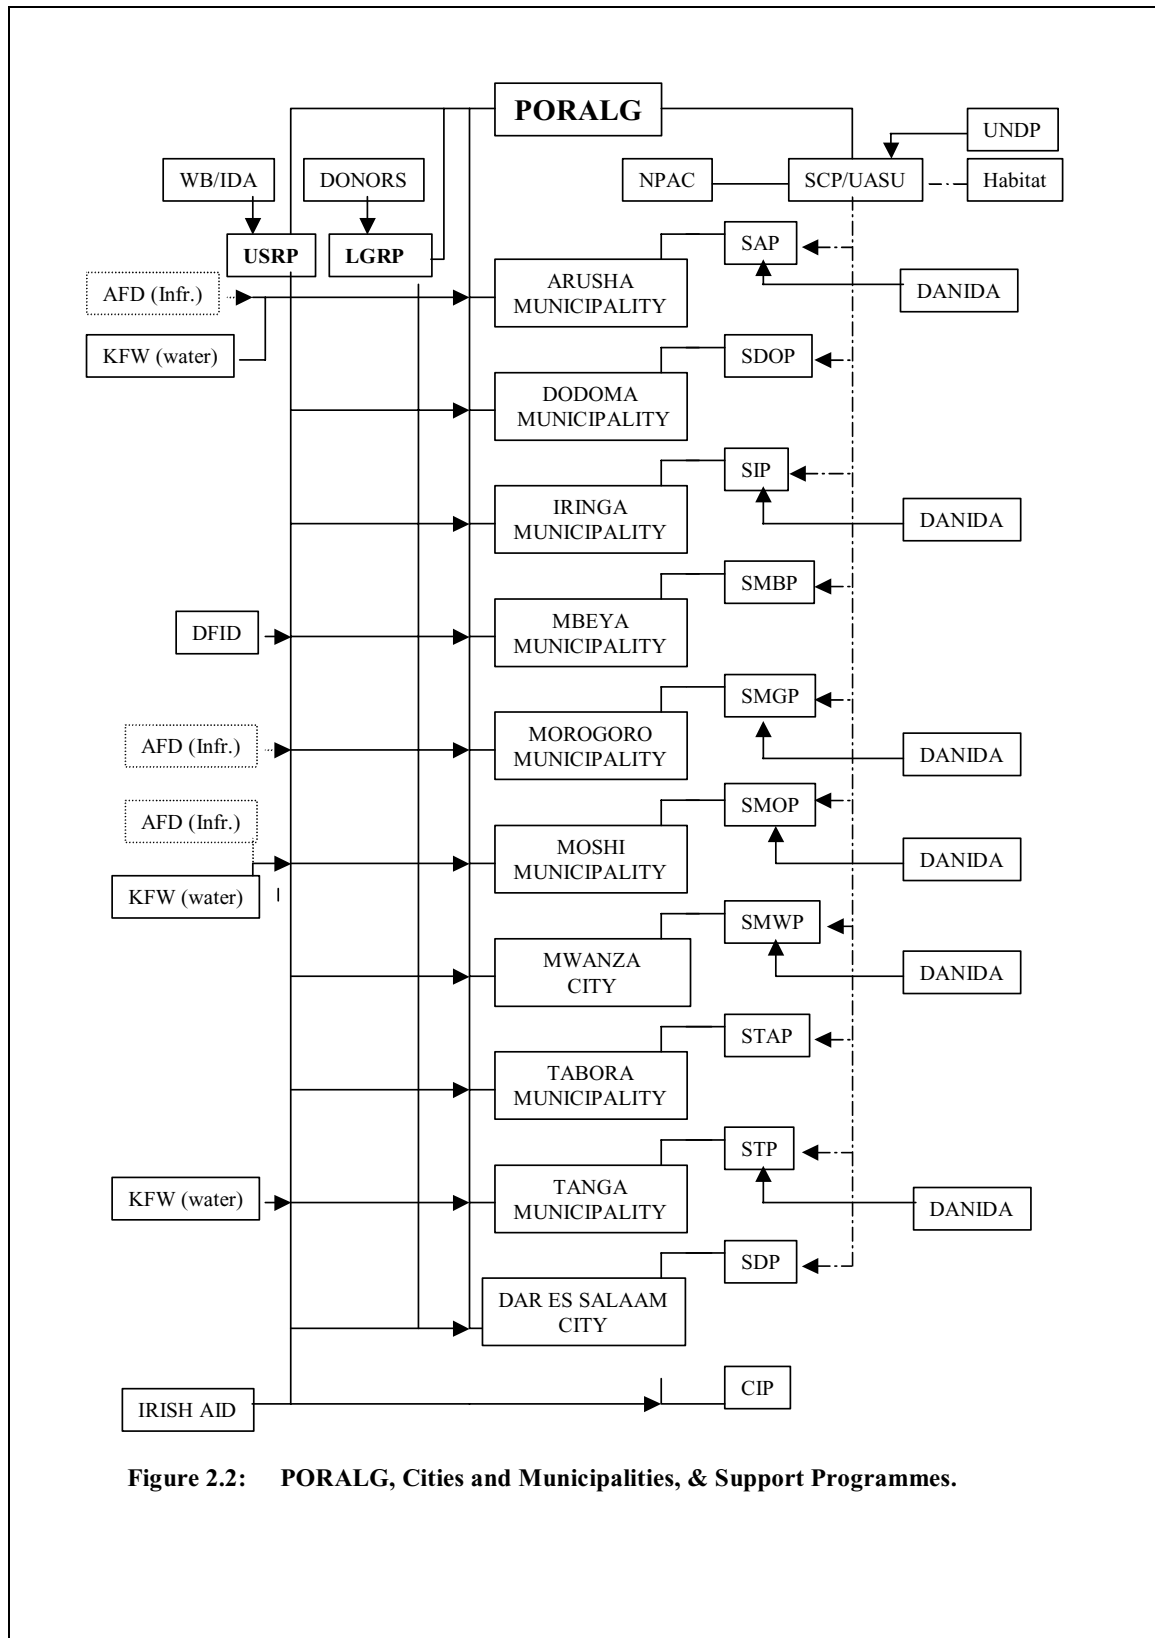 PORALG
UNDP
WB/IDA
DONORS
NPAC
SCP/UASU
Habitat
USRP
LGRP
SAP
AFD (Infr.)
ARUSHA
MUNICIPALITY
DANIDA
KFW (water)
SDOP
DODOMA
MUNICIPALITY
SIP
IRINGA
MUNICIPALITY
DANIDA
SMBP
DFID
MBEYA
MUNICIPALITY
SMGP
AFD (Infr.)
MOROGORO
MUNICIPALITY
DANIDA
SMOP
AFD (Infr.)
MOSHI
MUNICIPALITY
DANIDA
KFW (water)
SMWP
MWANZA
CITY
DANIDA
STAP
TABORA
MUNICIPALITY
STP
KFW (water)
TANGA
MUNICIPALITY
DANIDA
SDP
DAR ES SALAAM
CITY
CIP
IRISH AID
Figure 2.2: PORALG, Cities and Municipalities, & Support Programmes.